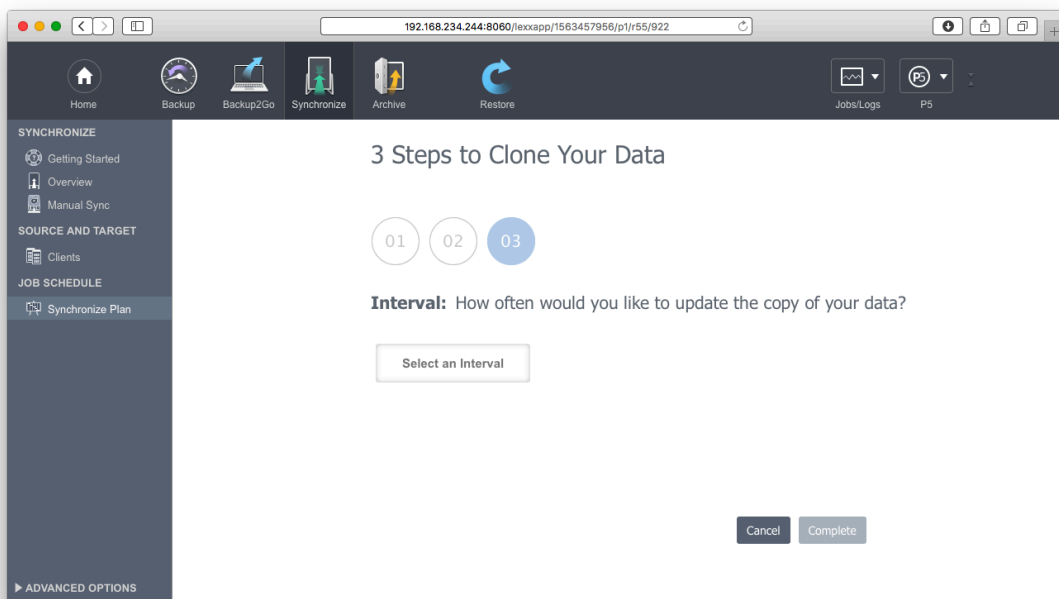 192.168.234.244:8060/lexxapp/1563457956/p1/r55/922
Home
Backup
Backup2Go
Synchronize
Archive
Restore
Jobs/Logs
P5
P5
SYNCHRONIZE
Getting Started
Overview
Manual Sync
SOURCE AND TARGET
Clients
JOB SCHEDULE
Synchronize Plan
ADVANCED OPTIONS
3 Steps to Clone Your Data
01 02 03
Interval: How often would you like to update the copy of your data?
Select an Interval
Cancel Complete